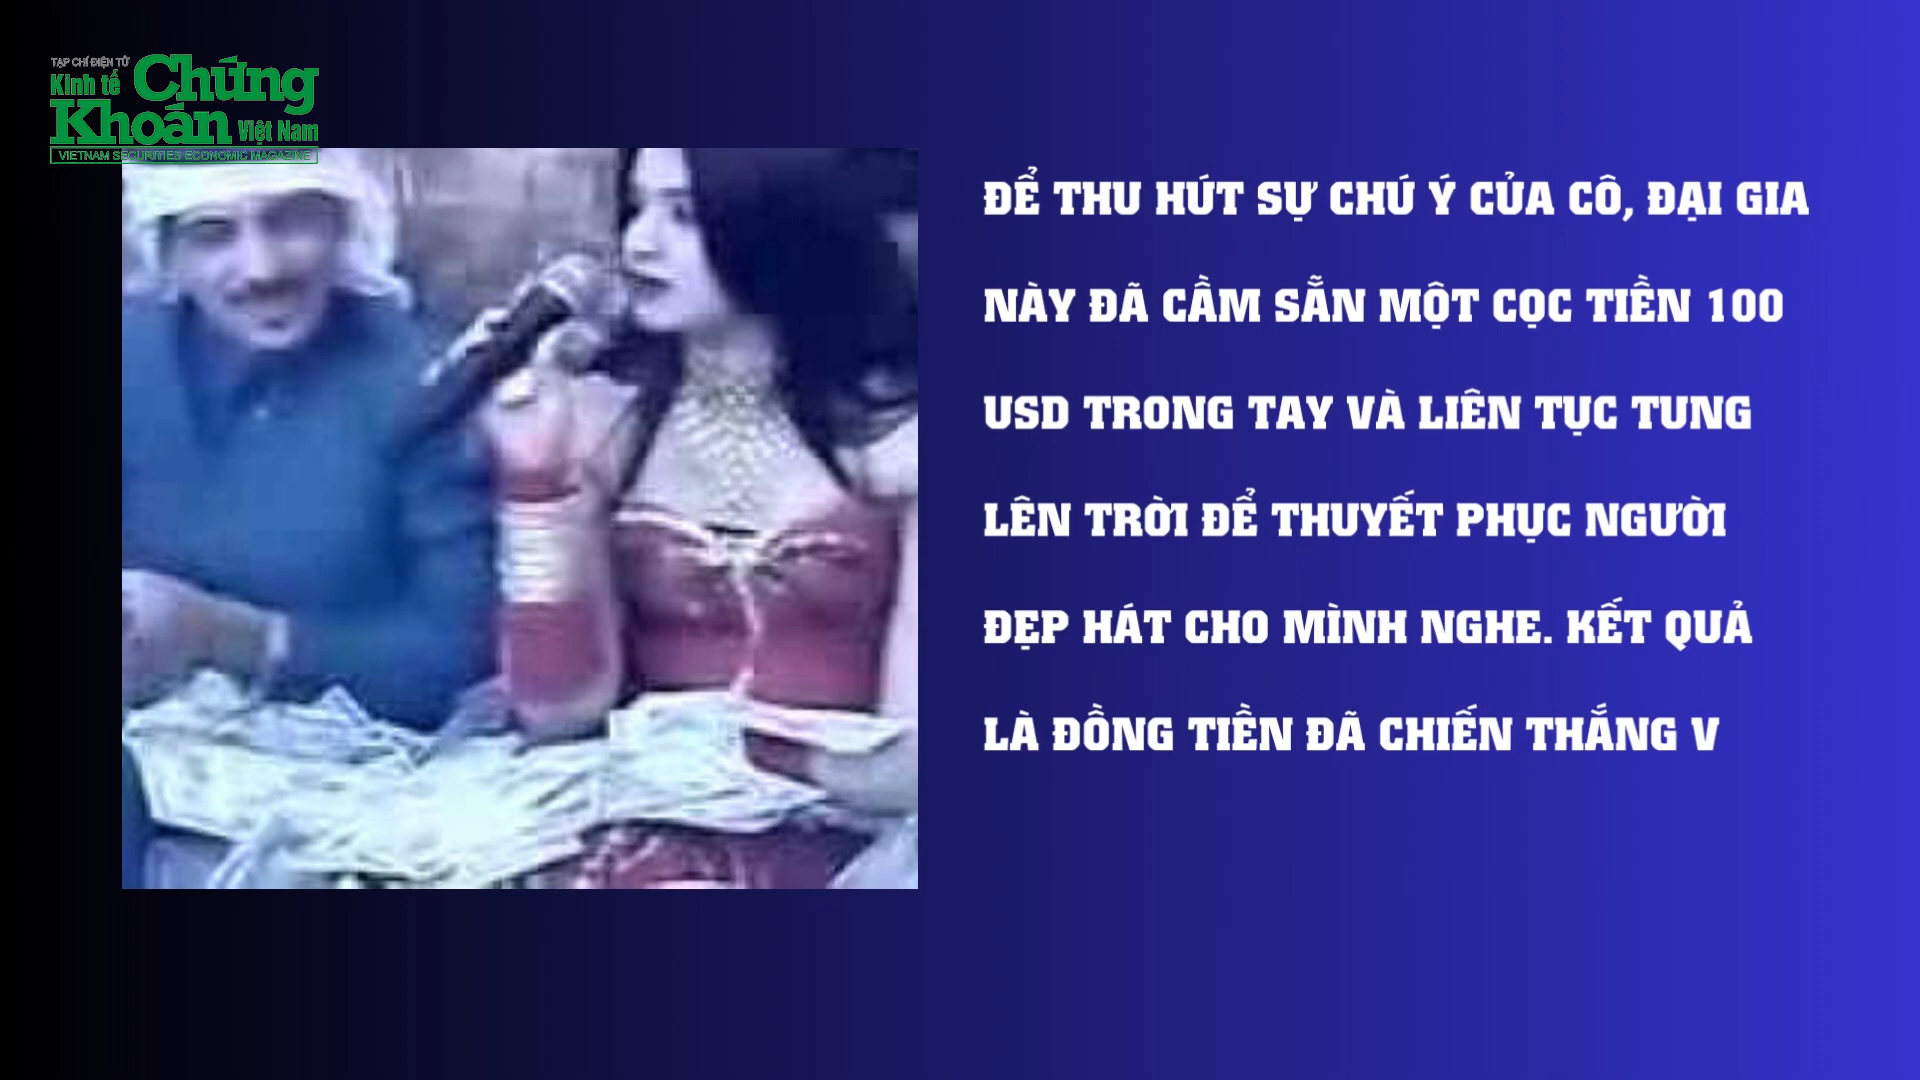 TẠP CHÍ ĐIỆN TỬ
Kinh tế Chứng
Khoán Việt Nam
VIETNAM SECURITIES ECONOMIC MAGAZINE
ĐỂ THU HÚT SỰ CHÚ Ý CỦA CÔ, ĐẠI GIA
NÀY ĐÃ CẦM SẴN MỘT CỌC TIỀN 100
USD TRONG TAY VÀ LIÊN TỤC TUNG
LÊN TRỜI ĐỂ THUYẾT PHỤC NGƯỜI
ĐẸP HÁT CHO MÌNH NGHE. KẾT QUẢ
LÀ ĐỒNG TIỀN ĐÃ CHIẾN THẮNG V